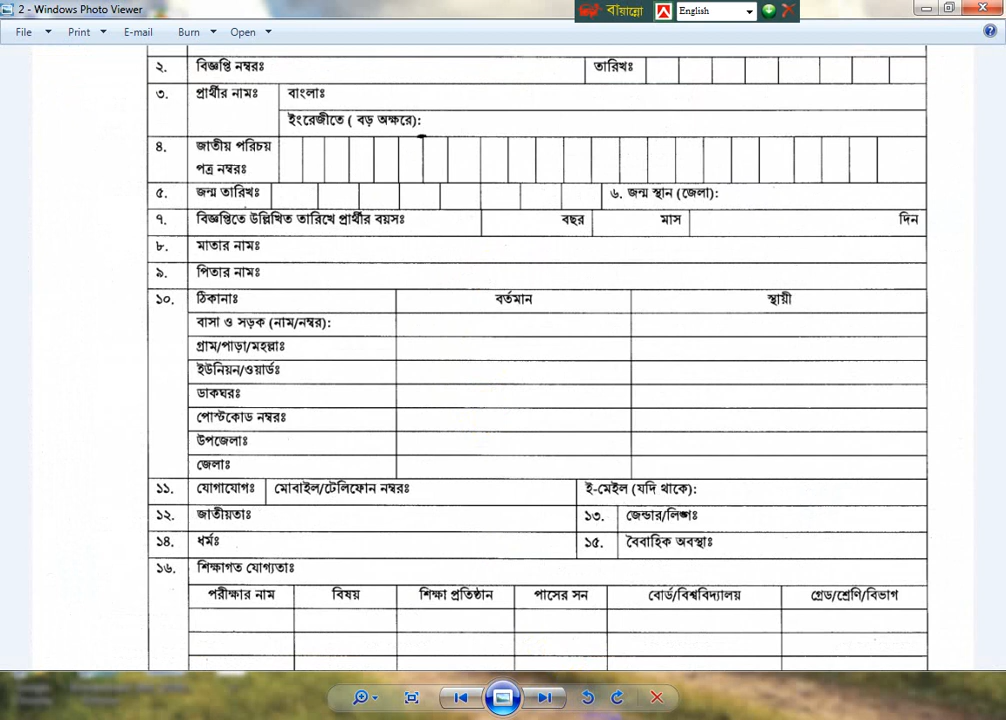 2 - Windows Photo Viewer
বাঁয়ান্নো English
File Print E-mail Burn Open
২. বিজ্ঞপ্তি নম্বরঃ তারিখঃ
৩. প্রার্থীর নামঃ বাংলাঃ
ইংরেজীতে ( বড় অক্ষরে):
৪. জাতীয় পরিচয়
পত্র নম্বরঃ
৫. জন্ম তারিখঃ ৬. জন্ম স্থান (জেলা):
৭. বিজ্ঞপ্তিতে উল্লিখিত তারিখে প্রার্থীর বয়সঃ বছর মাস দিন
৮. মাতার নামঃ
৯. পিতার নামঃ
১০. ঠিকানাঃ বর্তমান স্থায়ী
বাসা ও সড়ক (নাম/নম্বর):
গ্রাম/পাড়া/মহল্লাঃ
ইউনিয়ন/ওয়ার্ডঃ
ডাকঘরঃ
পোস্টকোড নম্বরঃ
উপজেলাঃ
জেলাঃ
১১. যোগাযোগঃ মোবাইল/টেলিফোন নম্বরঃ ই-মেইল (যদি থাকে):
১২. জাতীয়তাঃ ১৩. জেন্ডার/লিঙ্গঃ
১৪. ধর্মঃ ১৫. বৈবাহিক অবস্থাঃ
১৬. শিক্ষাগত যোগ্যতাঃ
পরীক্ষার নাম বিষয় শিক্ষা প্রতিষ্ঠান পাসের সন বোর্ড/বিশ্ববিদ্যালয় গ্রেড/শ্রেণি/বিভাগ